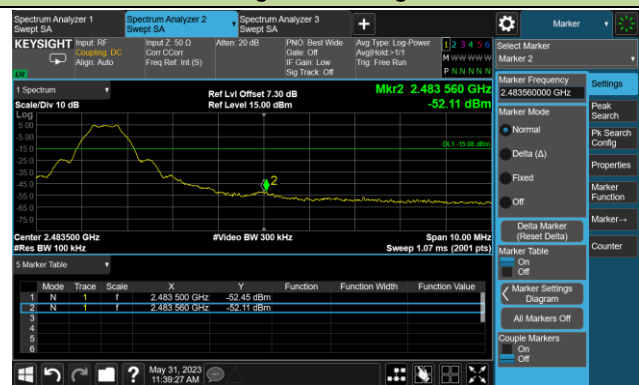 Spectrum Analyzer 1
Swept SA
Spectrum Analyzer 2
Swept SA
Spectrum Analyzer 3
Swept SA
+
Marker
KEYSIGHT
Input: RF
Coupling: DC
Align: Auto
Input Z: 50 Ω
Corr CCorr
Freq Ref: Int (S)
Atten: 20 dB
PNO: Best Wide
Gate: Off
IF Gain: Low
Sig Track: Off
Avg Type: Log-Power
Avg|Hold:>1/1
Trig: Free Run
1 2 3 4 5 6
M W W W W W
P N N N N N
LW
Select Marker
Marker 2
1 Spectrum
Scale/Div 10 dB
Log
Ref Lvl Offset 7.30 dB
Ref Level 15.00 dBm
Mkr2 2.483 560 GHz
-52.11 dBm
5.00
-5.00
-15.0
-25.0
-35.0
-45.0
-55.0
-65.0
-75.0
DL1 -15.06 dBm
2
Center 2.483500 GHz
#Res BW 100 kHz
#Video BW 300 kHz
Span 10.00 MHz
Sweep 1.07 ms (2001 pts)
5 Marker Table
Mode Trace Scale X Y Function Function Width Function Value
1 N 1 f 2.483 500 GHz -52.45 dBm
2 N 1 f 2.483 560 GHz -52.11 dBm
3
4
5
6
Marker Frequency
2.483560000 GHz
Marker Mode
Normal
Delta (Δ)
Fixed
Off
Delta Marker
(Reset Delta)
Marker Table
On
Off
Marker Settings
Diagram
All Markers Off
Couple Markers
On
Off
Settings
Peak
Search
Pk Search
Config
Properties
Marker
Function
Marker→
Counter
?
May 31, 2023
11:39:27 AM